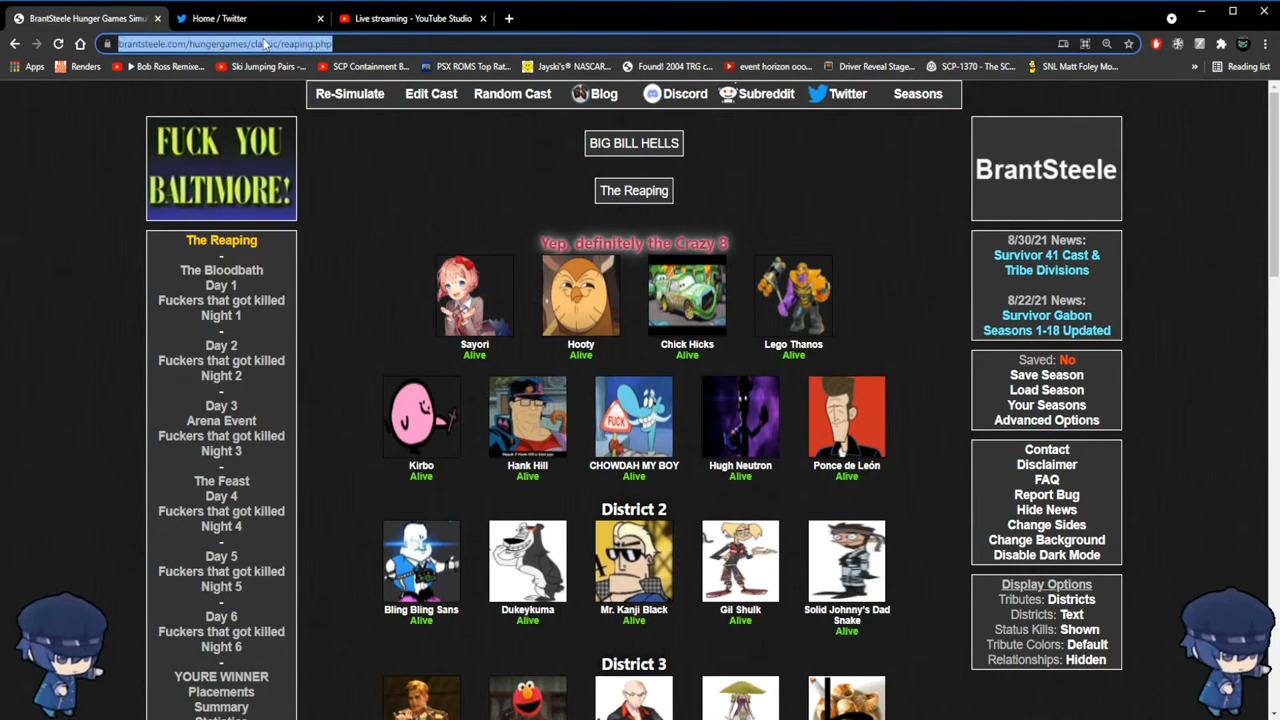 BrantSteele Hunger Games Simu
Home / Twitter
Live streaming - YouTube Studio
brantsteele.com/hungergames/classic/reaping.php
Apps
Renders
Bob Ross Remixe...
Ski Jumping Pairs -...
SCP Containment B...
PSX ROMS Top Rat...
Jayski's® NASCAR...
Found! 2004 TRG c...
event horizon ooo...
Driver Reveal Stage...
SCP-1370 - The SC...
SNL Matt Foley Mo...
»
Reading list
Re-Simulate
Edit Cast
Random Cast
Blog
Discord
Subreddit
Twitter
Seasons
FUCK YOU
BALTIMORE!
The Reaping
-
The Bloodbath
Day 1
Fuckers that got killed
Night 1
-
Day 2
Fuckers that got killed
Night 2
-
Day 3
Arena Event
Fuckers that got killed
Night 3
-
The Feast
Day 4
Fuckers that got killed
Night 4
-
Day 5
Fuckers that got killed
Night 5
-
Day 6
Fuckers that got killed
Night 6
-
YOURE WINNER
Placements
Summary
Statistics
BIG BILL HELLS
The Reaping
Yep, definitely the Crazy 8
Sayori
Alive
Hooty
Alive
Chick Hicks
Alive
Lego Thanos
Alive
FUCK
Kirbo
Alive
Hank Hill
Alive
CHOWDAH MY BOY
Alive
Hugh Neutron
Alive
Ponce de León
Alive
District 2
Bling Bling Sans
Alive
Dukeykuma
Alive
Mr. Kanji Black
Alive
Gil Shulk
Alive
Solid Johnny's Dad
Snake
Alive
District 3
BrantSteele
8/30/21 News:
Survivor 41 Cast &
Tribe Divisions
8/22/21 News:
Survivor Gabon
Seasons 1-18 Updated
Saved: No
Save Season
Load Season
Your Seasons
Advanced Options
Contact
Disclaimer
FAQ
Report Bug
Hide News
Change Sides
Change Background
Disable Dark Mode
Display Options
Tributes: Districts
Districts: Text
Status Kills: Shown
Tribute Colors: Default
Relationships: Hidden